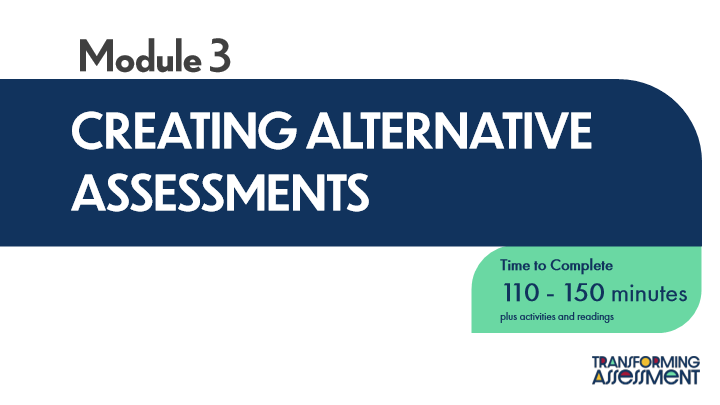 Module 3
CREATING ALTERNATIVE
ASSESSMENTS
Time to Complete
110 - 150 minutes
plus activities and readings
TRANSFORMING
ASSeSSMeNT